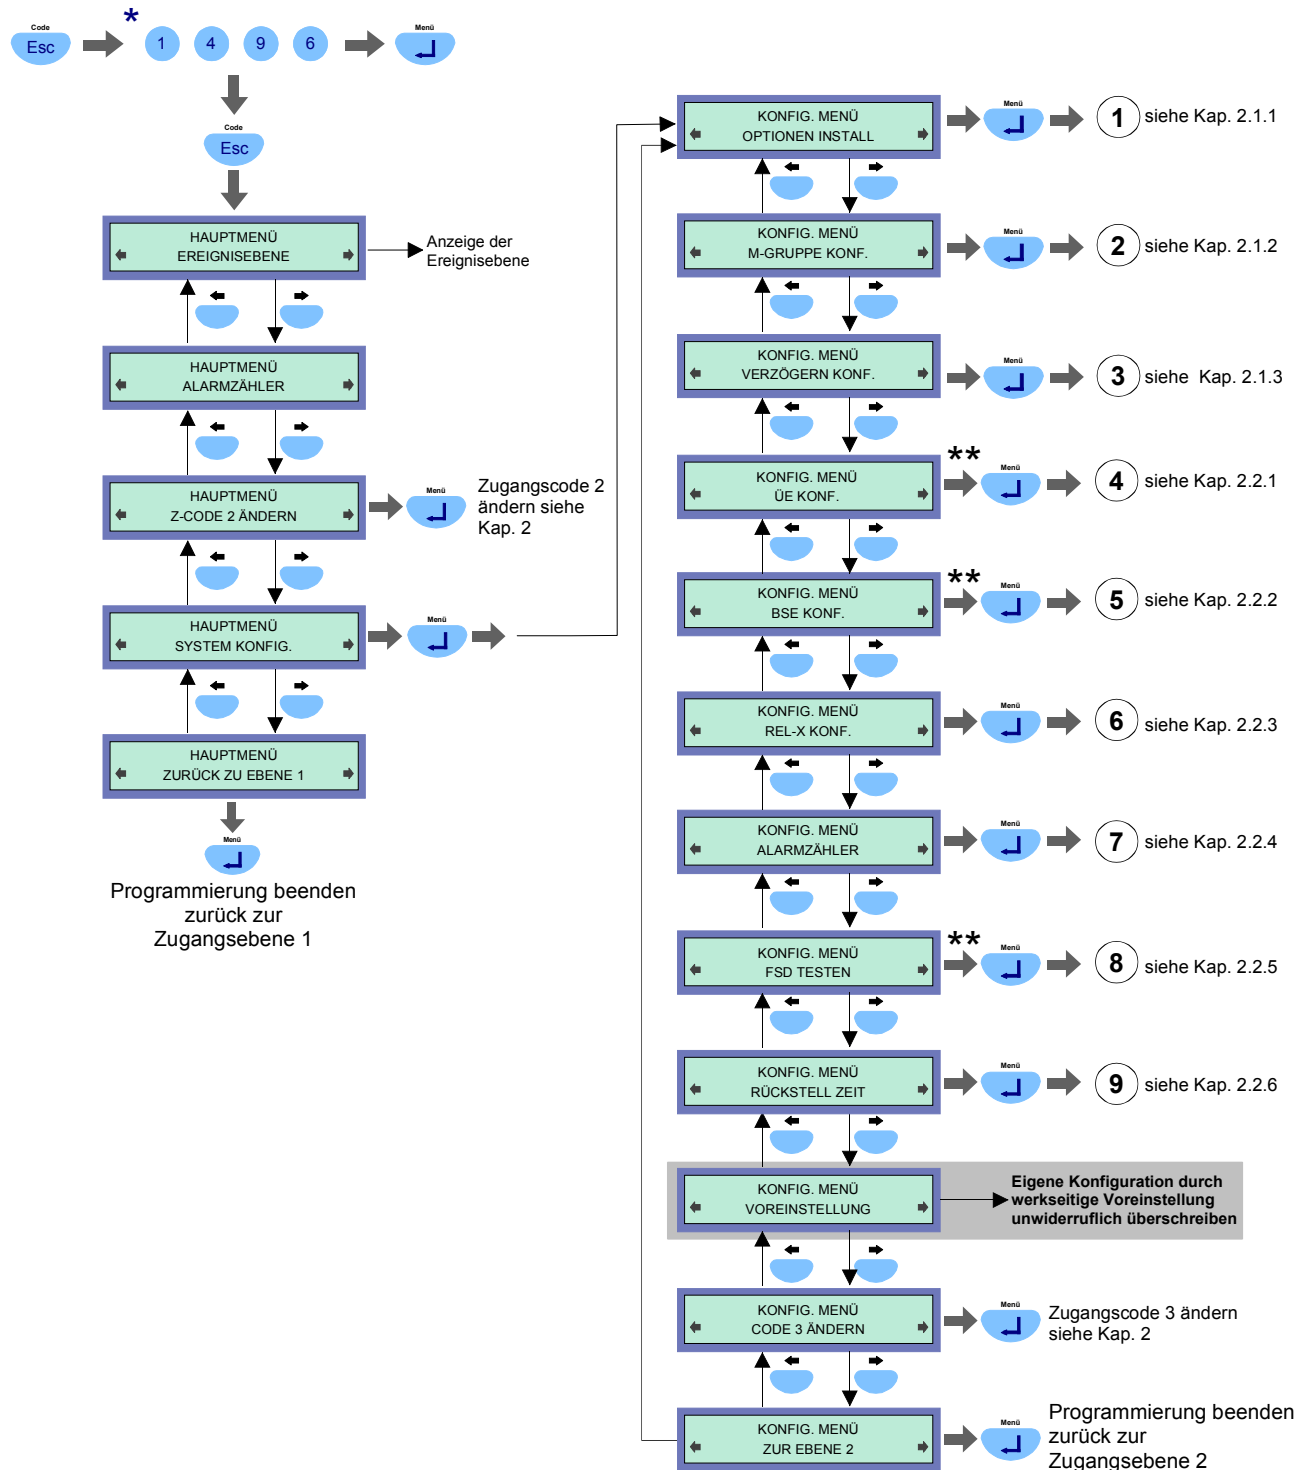 Code
Esc
*
1 4 9 6
Menü
Code
Esc
HAUPTMENÜ
EREIGNISEBENE
Anzeige der
Ereignisebene
HAUPTMENÜ
ALARMZÄHLER
HAUPTMENÜ
Z-CODE 2 ÄNDERN
Menü
Zugangscode 2
ändern siehe
Kap. 2
HAUPTMENÜ
SYSTEM KONFIG.
Menü
HAUPTMENÜ
ZURÜCK ZU EBENE 1
Menü
Programmierung beenden
zurück zur
Zugangsebene 1
KONFIG. MENÜ
OPTIONEN INSTALL
Menü
1 siehe Kap. 2.1.1
KONFIG. MENÜ
M-GRUPPE KONF.
Menü
2 siehe Kap. 2.1.2
KONFIG. MENÜ
VERZÖGERN KONF.
Menü
3 siehe Kap. 2.1.3
KONFIG. MENÜ
ÜE KONF.
**
Menü
4 siehe Kap. 2.2.1
KONFIG. MENÜ
BSE KONF.
**
Menü
5 siehe Kap. 2.2.2
KONFIG. MENÜ
REL-X KONF.
Menü
6 siehe Kap. 2.2.3
KONFIG. MENÜ
ALARMZÄHLER
Menü
7 siehe Kap. 2.2.4
KONFIG. MENÜ
FSD TESTEN
**
Menü
8 siehe Kap. 2.2.5
KONFIG. MENÜ
RÜCKSTELL ZEIT
Menü
9 siehe Kap. 2.2.6
KONFIG. MENÜ
VOREINSTELLUNG
Eigene Konfiguration durch
werkseitige Voreinstellung
unwiderruflich überschreiben
KONFIG. MENÜ
CODE 3 ÄNDERN
Menü
Zugangscode 3 ändern
siehe Kap. 2
KONFIG. MENÜ
ZUR EBENE 2
Menü
Programmierung beenden
zurück zur
Zugangsebene 2